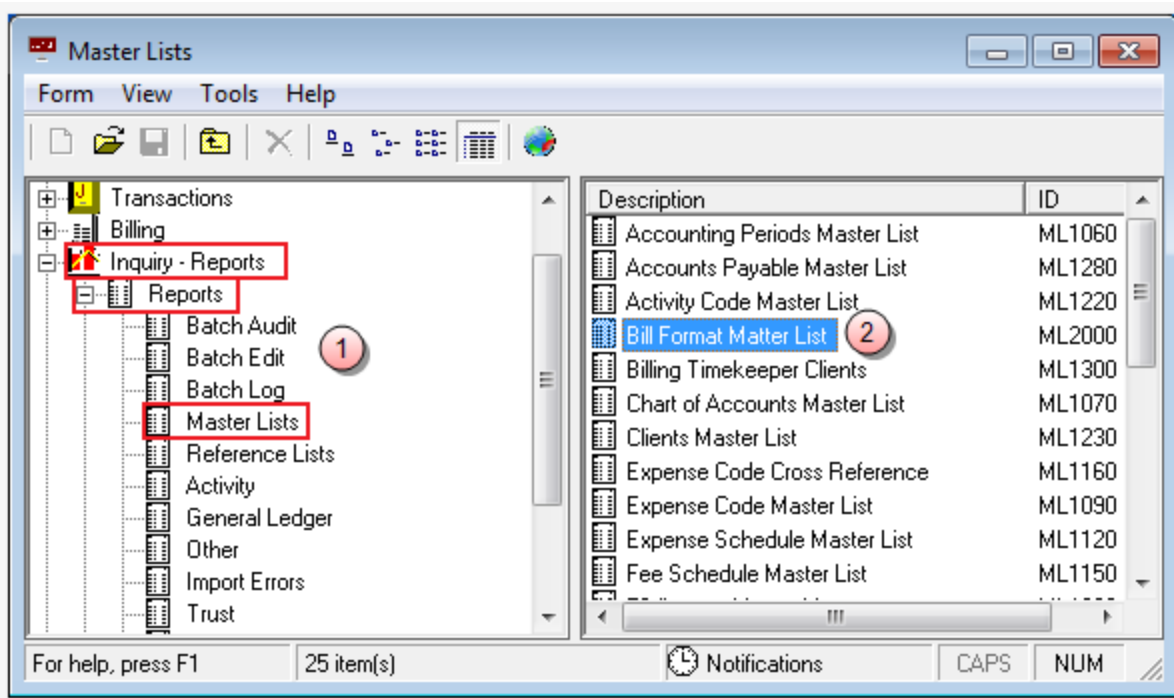 Master Lists
Form View Tools Help
Transactions
Billing
Inquiry - Reports
Reports
Batch Audit
Batch Edit
Batch Log
Master Lists
Reference Lists
Activity
General Ledger
Other
Import Errors
Trust
1
Description ID
Accounting Periods Master List ML1060
Accounts Payable Master List ML1280
Activity Code Master List ML1220
Bill Format Matter List ML2000
2
Billing Timekeeper Clients ML1300
Chart of Accounts Master List ML1070
Clients Master List ML1230
Expense Code Cross Reference ML1160
Expense Code Master List ML1090
Expense Schedule Master List ML1120
Fee Schedule Master List ML1150
For help, press F1 25 item(s) Notifications CAPS NUM